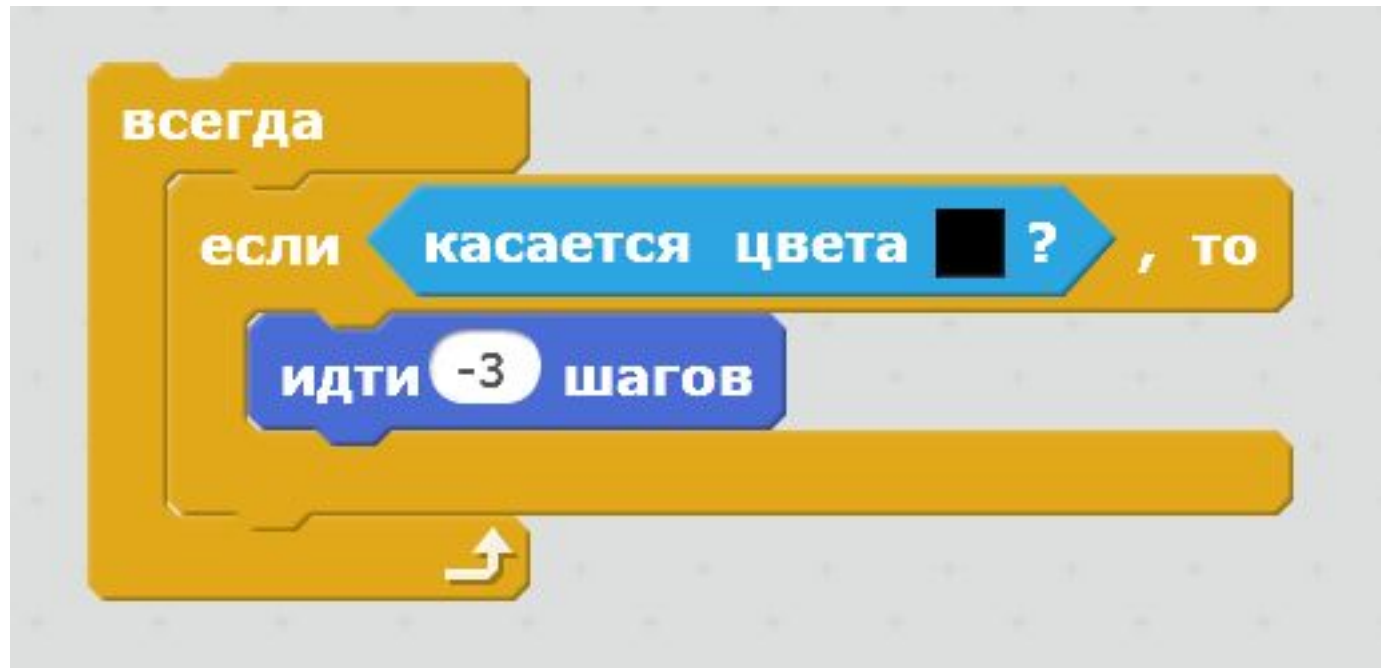 всегда
если касается цвета ? , то
идти -3 шагов